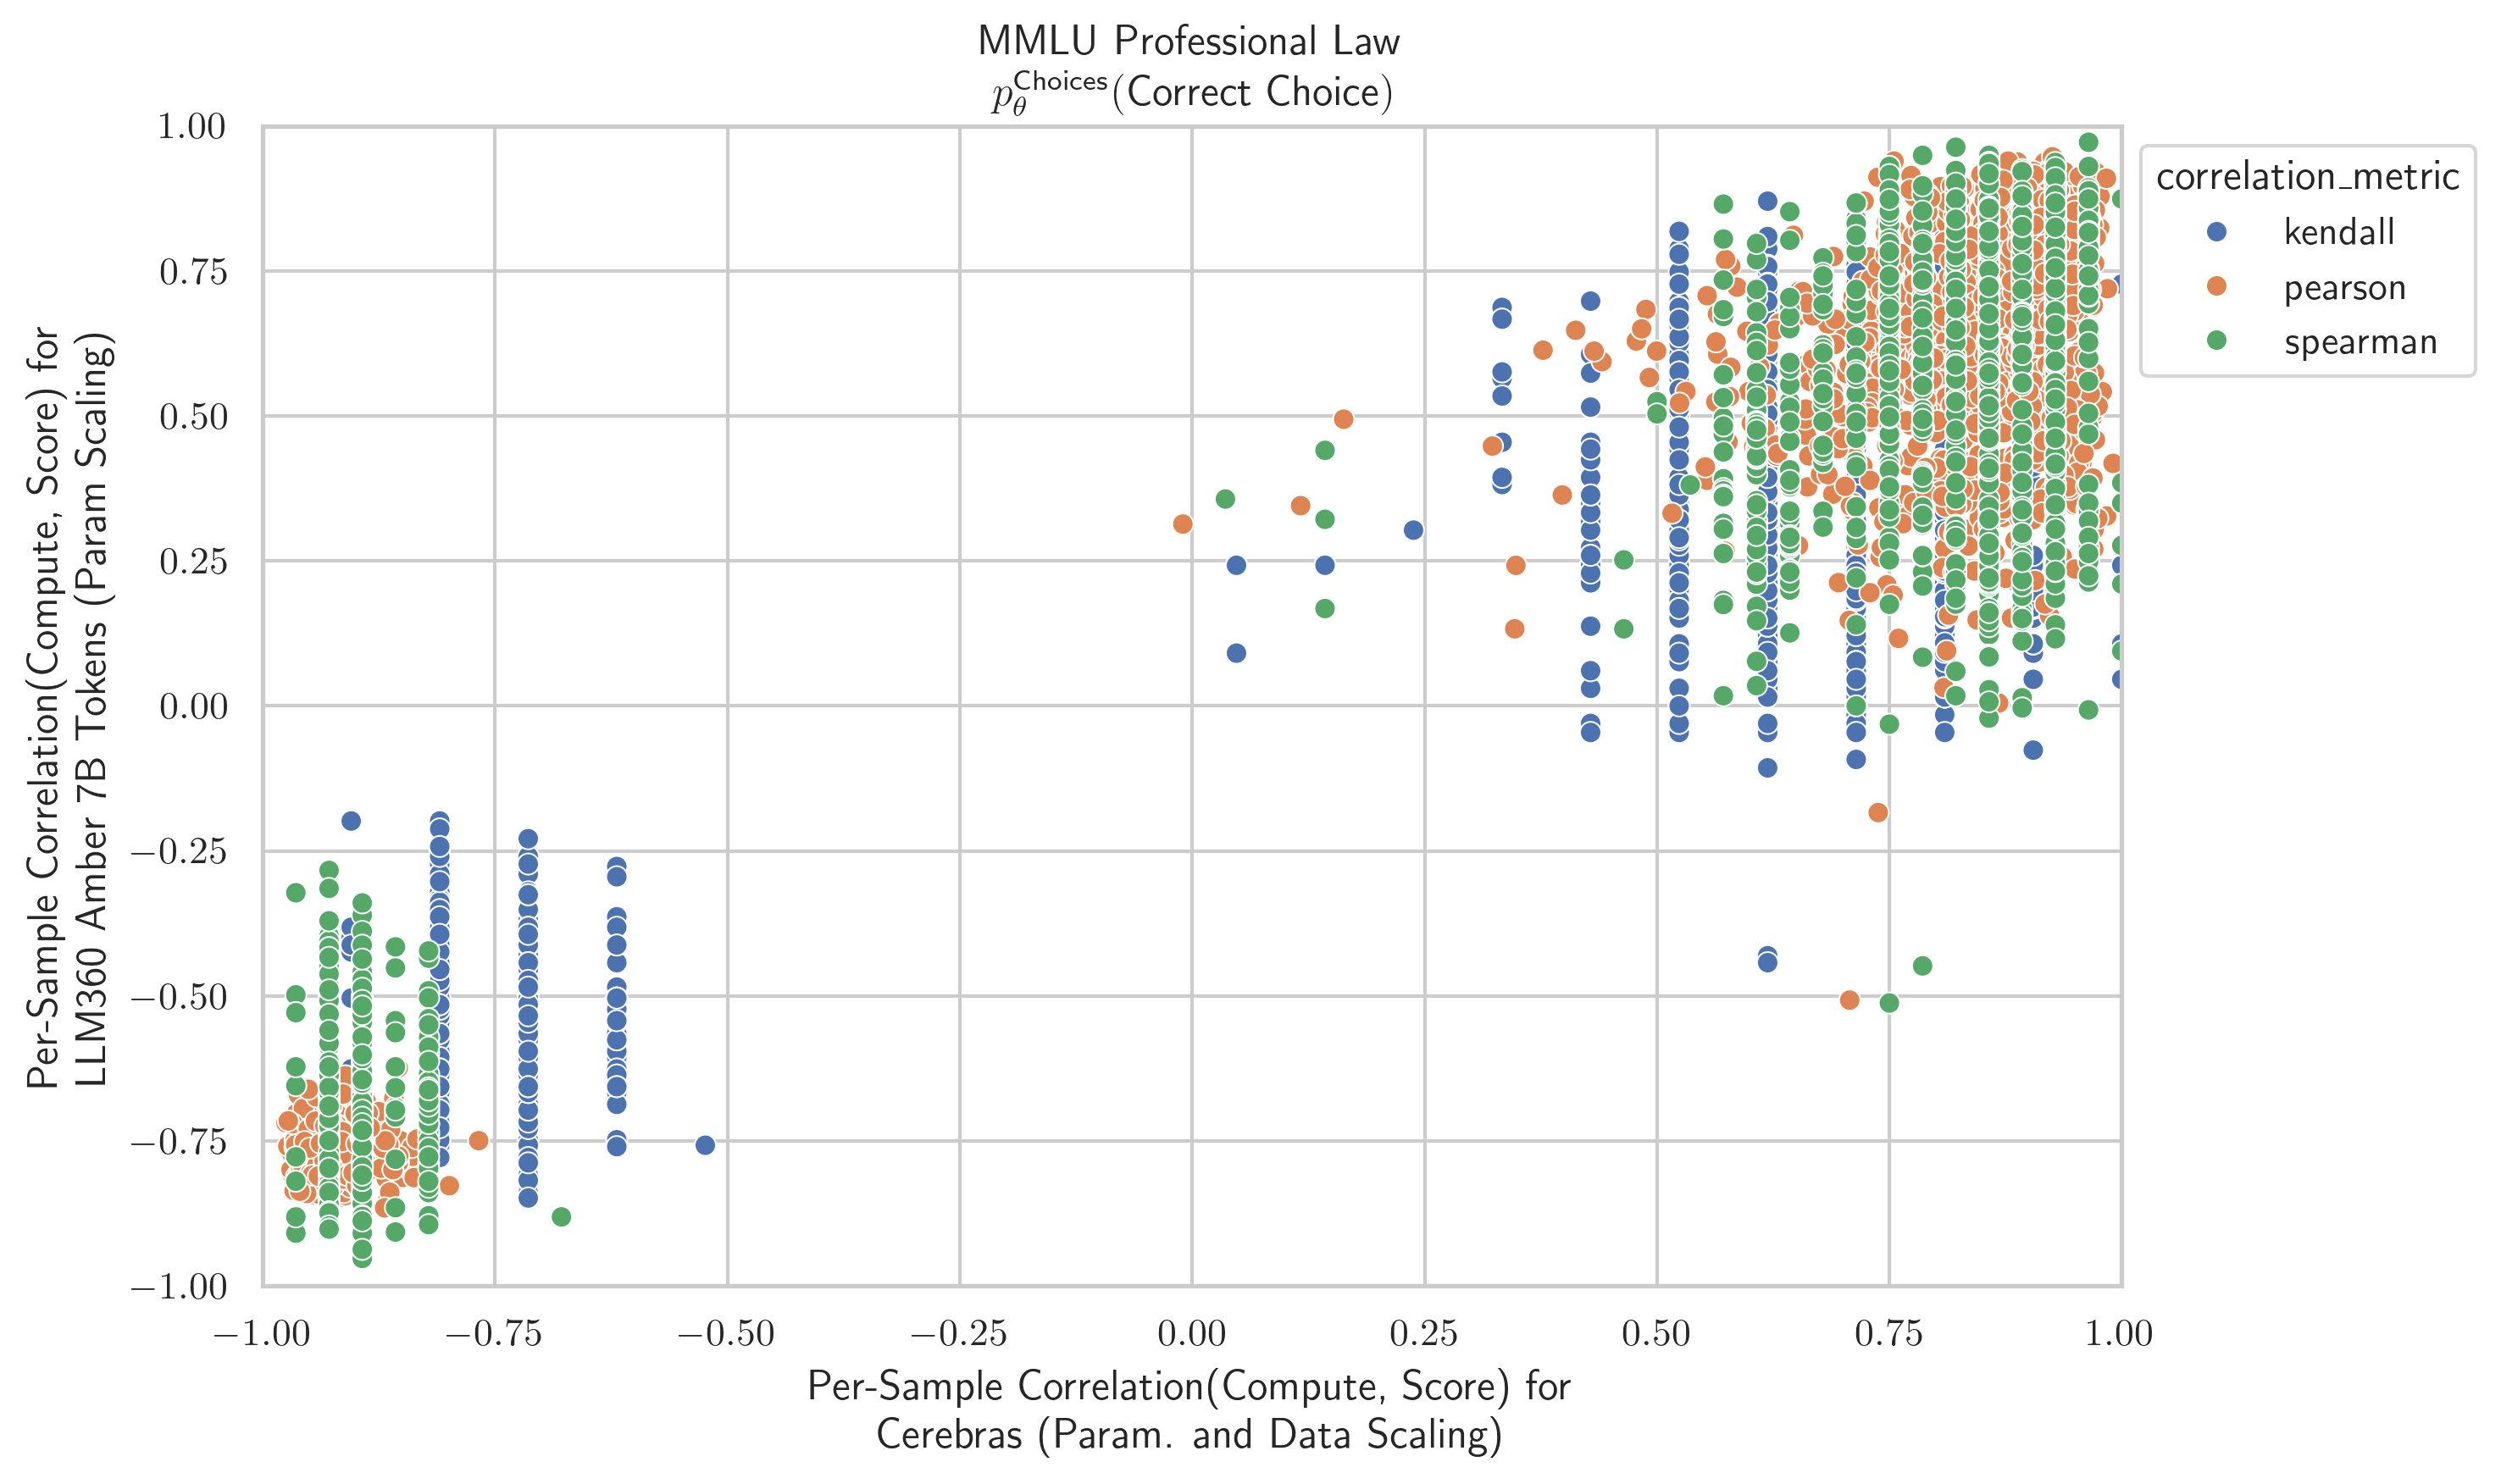 MMLU Professional Law
p_θ^Choices(Correct Choice)
1.00
0.75
0.50
0.25
0.00
−0.25
−0.50
−0.75
−1.00
Per-Sample Correlation(Compute, Score) for
LLM360 Amber 7B Tokens (Param Scaling)
−1.00
−0.75
−0.50
−0.25
0.00
0.25
0.50
0.75
1.00
Per-Sample Correlation(Compute, Score) for
Cerebras (Param. and Data Scaling)
correlation_metric
kendall
pearson
spearman